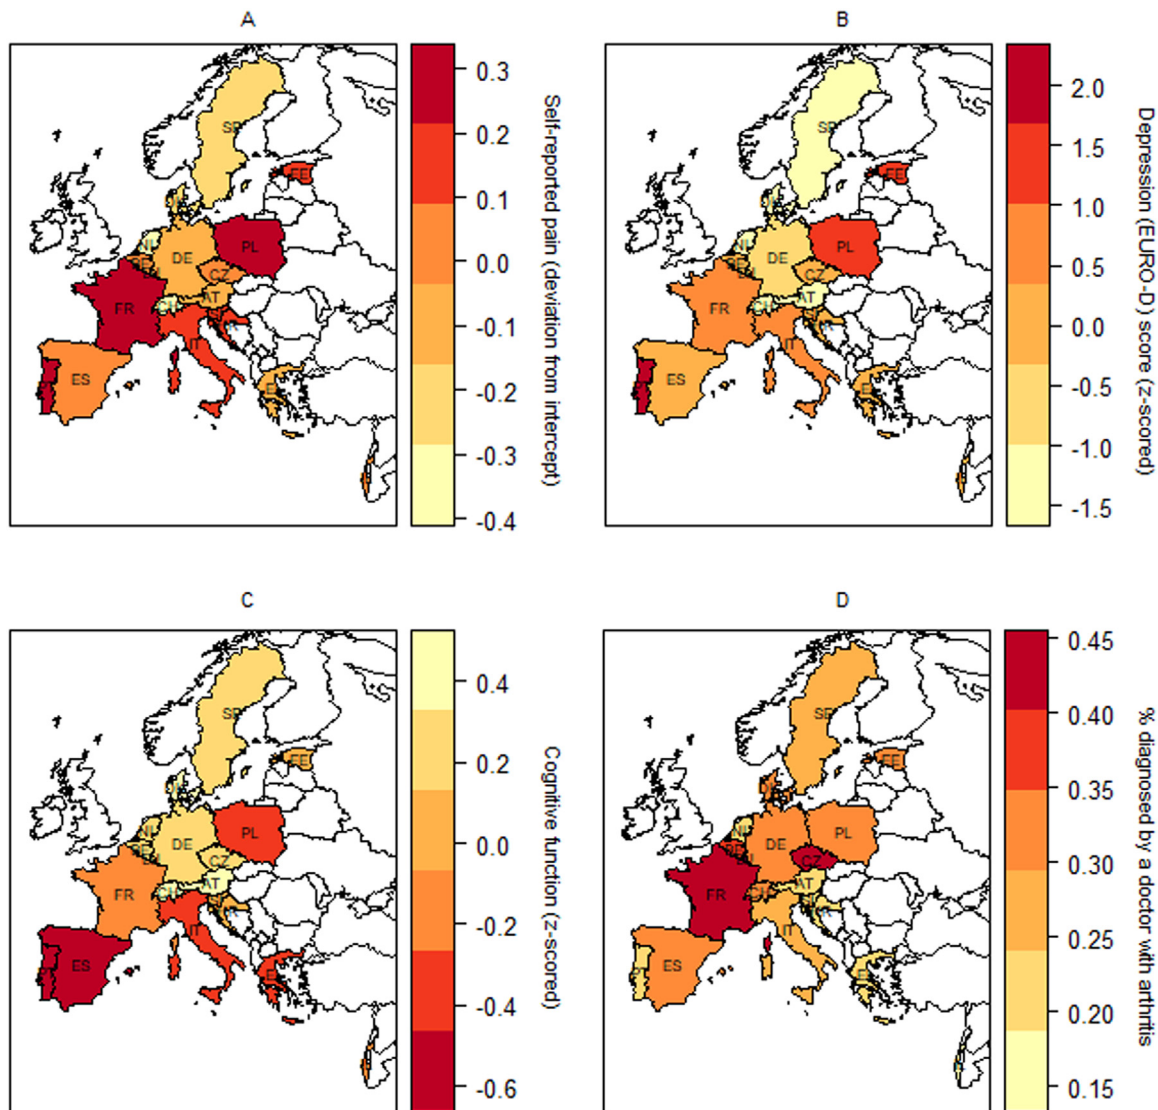 A
B
0.3
0.2
0.1
0.0
-0.1
-0.2
-0.3
-0.4
Self-reported pain (deviation from intercept)
SE
EE
NL
DE
PL
CZ
AT
CH
FR
IT
ES
2.0
1.5
1.0
0.5
0.0
-0.5
-1.0
-1.5
Depression (EURO-D) score (z-scored)
SE
EE
NL
DE
PL
CZ
AT
CH
FR
IT
ES
C
D
0.4
0.2
0.0
-0.2
-0.4
-0.6
Cognitive function (z-scored)
SE
EE
NL
DE
PL
CZ
AT
CH
FR
IT
ES
0.45
0.40
0.35
0.30
0.25
0.20
0.15
% diagnosed by a doctor with arthritis
SE
EE
NL
DE
PL
CZ
AT
CH
FR
IT
PT
ES